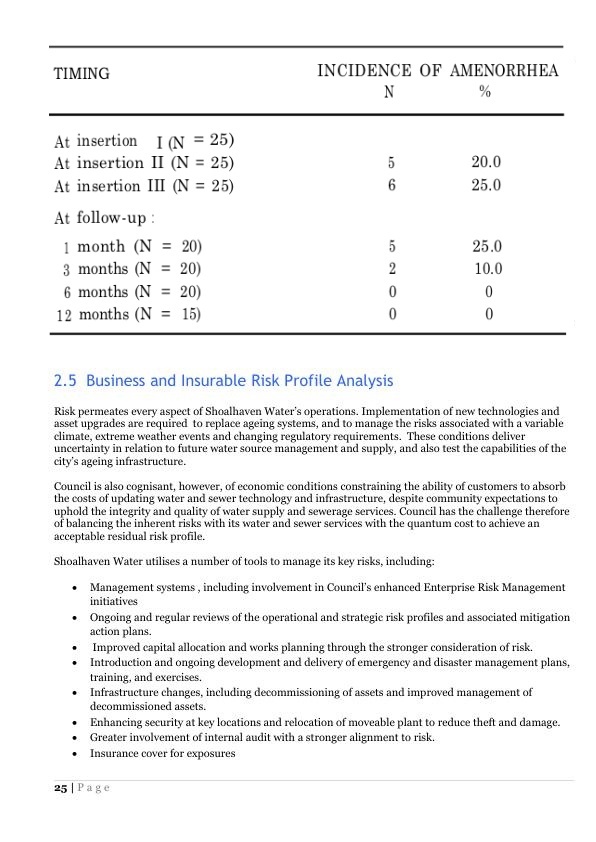 TIMING INCIDENCE OF AMENORRHEA
N %
At insertion I (N = 25)
At insertion II (N = 25) 5 20.0
At insertion III (N = 25) 6 25.0
At follow-up :
1 month (N = 20) 5 25.0
3 months (N = 20) 2 10.0
6 months (N = 20) 0 0
12 months (N = 15) 0 0
2.5 Business and Insurable Risk Profile Analysis
Risk permeates every aspect of Shoalhaven Water's operations. Implementation of new technologies and
asset upgrades are required to replace ageing systems, and to manage the risks associated with a variable
climate, extreme weather events and changing regulatory requirements. These conditions deliver
uncertainty in relation to future water source management and supply, and also test the capabilities of the
city's ageing infrastructure.
Council is also cognisant, however, of economic conditions constraining the ability of customers to absorb
the costs of updating water and sewer technology and infrastructure, despite community expectations to
uphold the integrity and quality of water supply and sewerage services. Council has the challenge therefore
of balancing the inherent risks with its water and sewer services with the quantum cost to achieve an
acceptable residual risk profile.
Shoalhaven Water utilises a number of tools to manage its key risks, including:
• Management systems , including involvement in Council's enhanced Enterprise Risk Management
initiatives
• Ongoing and regular reviews of the operational and strategic risk profiles and associated mitigation
action plans.
• Improved capital allocation and works planning through the stronger consideration of risk.
• Introduction and ongoing development and delivery of emergency and disaster management plans,
training, and exercises.
• Infrastructure changes, including decommissioning of assets and improved management of
decommissioned assets.
• Enhancing security at key locations and relocation of moveable plant to reduce theft and damage.
• Greater involvement of internal audit with a stronger alignment to risk.
• Insurance cover for exposures
25 | Page